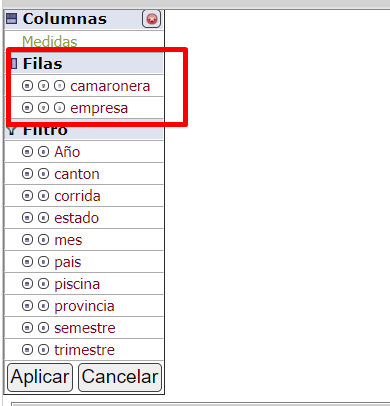 Columnas
Medidas
Filas
camaronera
empresa
Filtro
Año
canton
corrida
estado
mes
pais
piscina
provincia
semestre
trimestre
Aplicar Cancelar